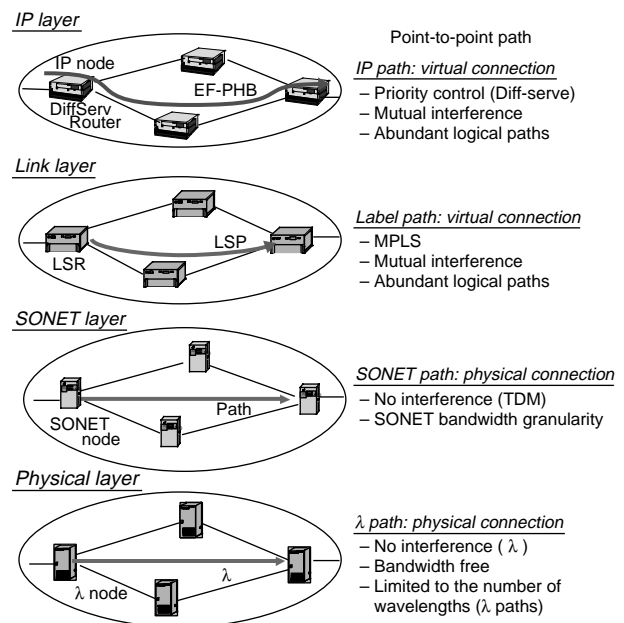 IP layer
Point-to-point path
IP node
EF-PHB
DiffServ
Router
IP path: virtual connection
– Priority control (Diff-serve)
– Mutual interference
– Abundant logical paths
Link layer
LSR
LSP
Label path: virtual connection
– MPLS
– Mutual interference
– Abundant logical paths
SONET layer
Path
SONET
node
SONET path: physical connection
– No interference (TDM)
– SONET bandwidth granularity
Physical layer
λ node
λ
λ path: physical connection
– No interference ( λ )
– Bandwidth free
– Limited to the number of
wavelengths (λ paths)